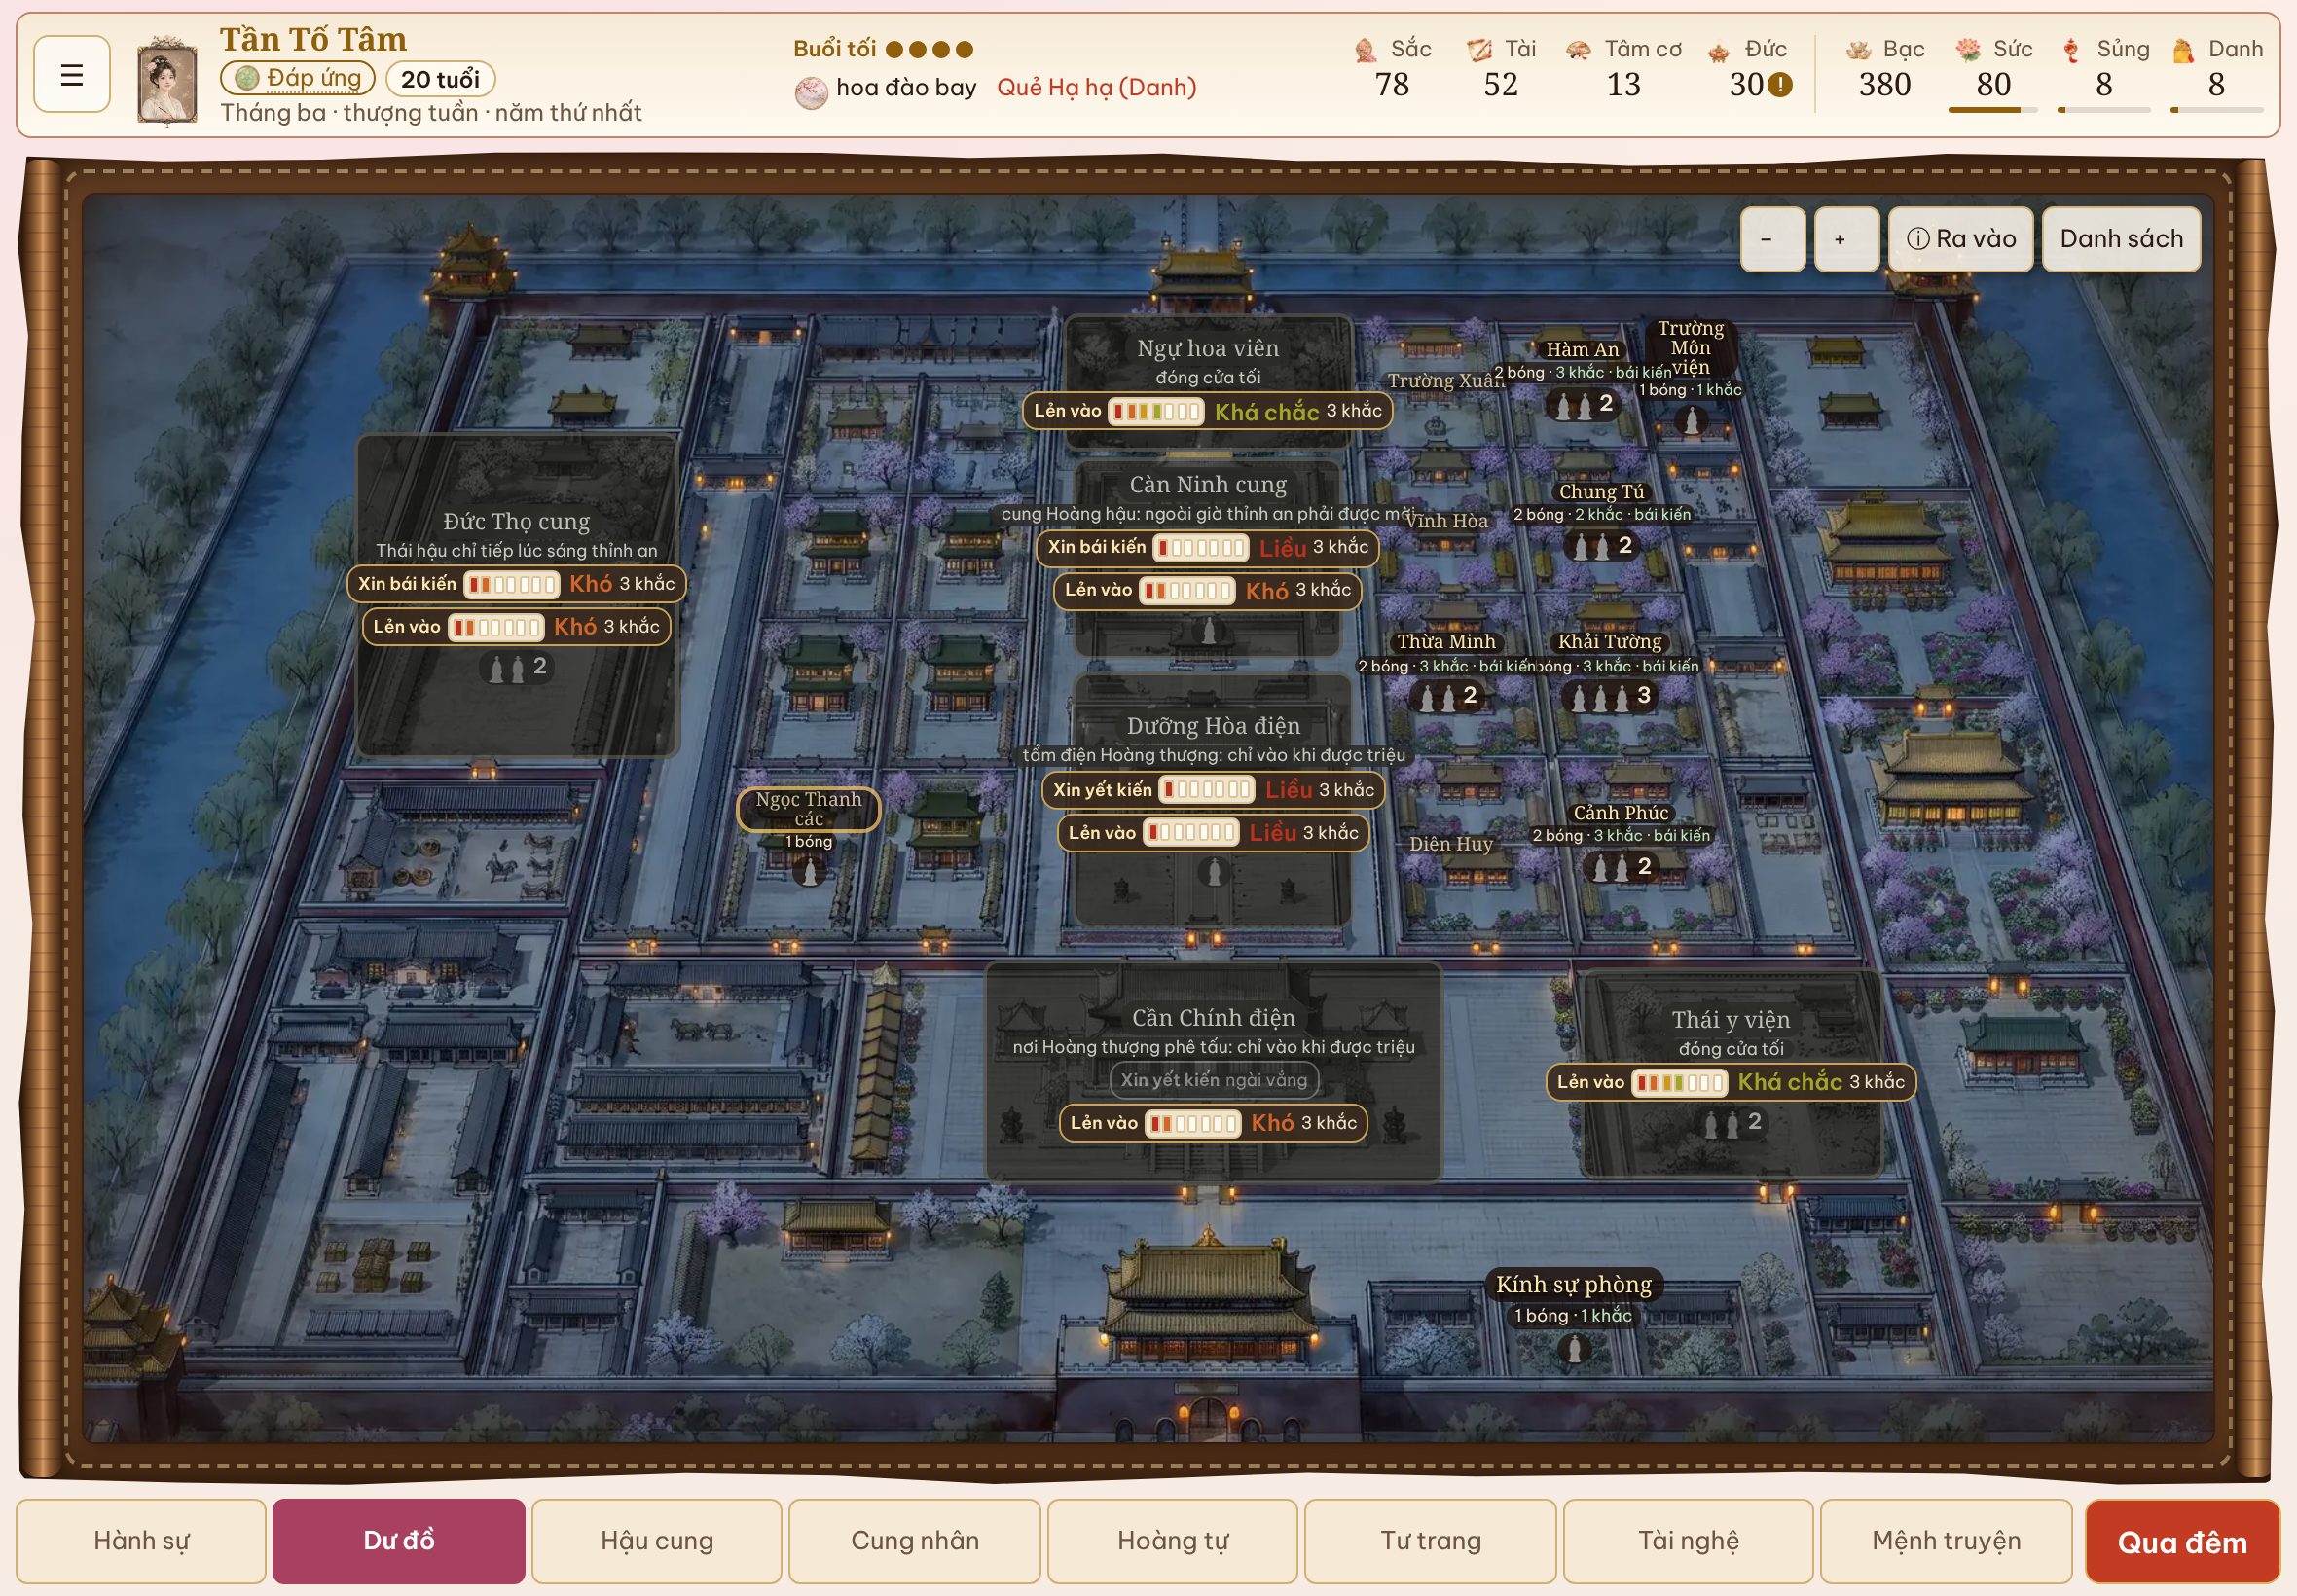 ☰
Tần Tố Tâm
Đáp ứng
20 tuổi
Tháng ba · thượng tuần · năm thứ nhất
Buổi tối
hoa đào bay
Quẻ Hạ hạ (Danh)
Sắc
78
Tài
52
Tâm cơ
13
Đức
30 !
Bạc
380
Sức
80
Sủng
8
Danh
8
-
+
ⓘ Ra vào
Danh sách
Ngự hoa viên
đóng cửa tối
Lẻn vào Khá chắc 3 khắc
Trường Xuân
Hàm An
2 bóng · 3 khắc · bái kiến
2
Trường
Môn
viện
1 bóng · 1 khắc
Đức Thọ cung
Thái hậu chỉ tiếp lúc sáng thỉnh an
Xin bái kiến Khó 3 khắc
Lẻn vào Khó 3 khắc
2
Càn Ninh cung
cung Hoàng hậu: ngoài giờ thỉnh an phải được
Xin bái kiến Liều 3 khắc
Lẻn vào Khó 3 khắc
Vĩnh Hòa
Chung Tú
2 bóng · 2 khắc · bái kiến
2
Thừa Minh
2 bóng · 3 khắc · bái kiến
2
Khải Tường
bóng · 3 khắc · bái kiến
3
Dưỡng Hòa điện
tẩm điện Hoàng thượng: chỉ vào khi được triệu
Xin yết kiến Liều 3 khắc
Lẻn vào Liều 3 khắc
Ngọc Thanh
các
1 bóng
Diên Huy
Cảnh Phúc
2 bóng · 3 khắc · bái kiến
2
Cần Chính điện
nơi Hoàng thượng phê tấu: chỉ vào khi được triệu
Xin yết kiến ngài vắng
Lẻn vào Khó 3 khắc
Thái y viện
đóng cửa tối
Lẻn vào Khá chắc 3 khắc
2
Kính sự phòng
1 bóng · 1 khắc
Hành sự
Dư đồ
Hậu cung
Cung nhân
Hoàng tự
Tư trang
Tài nghệ
Mệnh truyện
Qua đêm